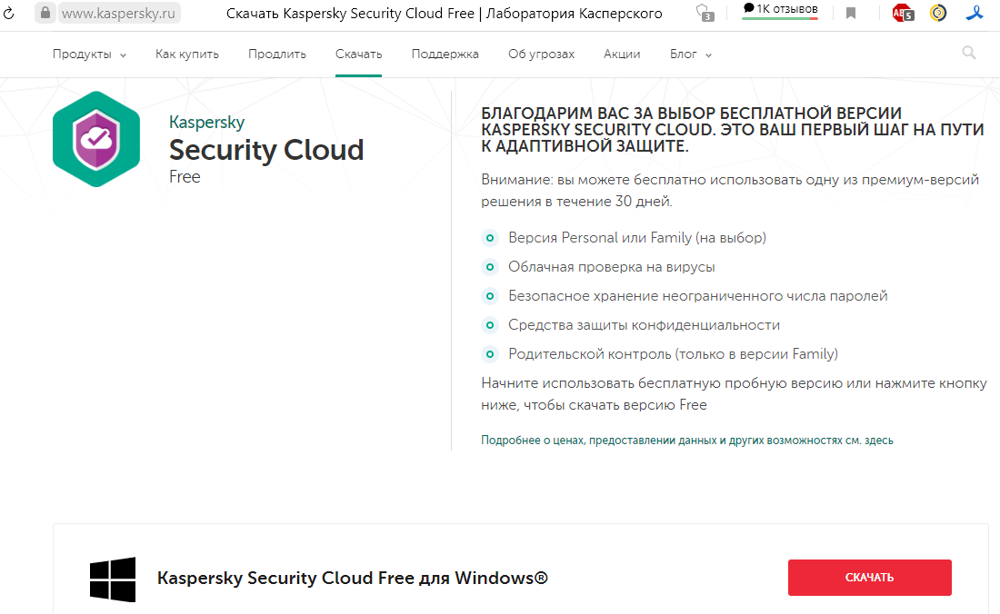 www.kaspersky.ru
Скачать Kaspersky Security Cloud Free | Лаборатория Касперского
3
1K отзывов
5
Продукты
Как купить
Продлить
Скачать
Поддержка
Об угрозах
Акции
Блог
Kaspersky
Security Cloud
Free
БЛАГОДАРИМ ВАС ЗА ВЫБОР БЕСПЛАТНОЙ ВЕРСИИ
KASPERSKY SECURITY CLOUD. ЭТО ВАШ ПЕРВЫЙ ШАГ НА ПУТИ
К АДАПТИВНОЙ ЗАЩИТЕ.
Внимание: вы можете бесплатно использовать одну из премиум-версий
решения в течение 30 дней.
Версия Personal или Family (на выбор)
Облачная проверка на вирусы
Безопасное хранение неограниченного числа паролей
Средства защиты конфиденциальности
Родительской контроль (только в версии Family)
Начните использовать бесплатную пробную версию или нажмите кнопку
ниже, чтобы скачать версию Free
Подробнее о ценах, предоставлении данных и других возможностях см. здесь
Kaspersky Security Cloud Free для Windows®
СКАЧАТЬ